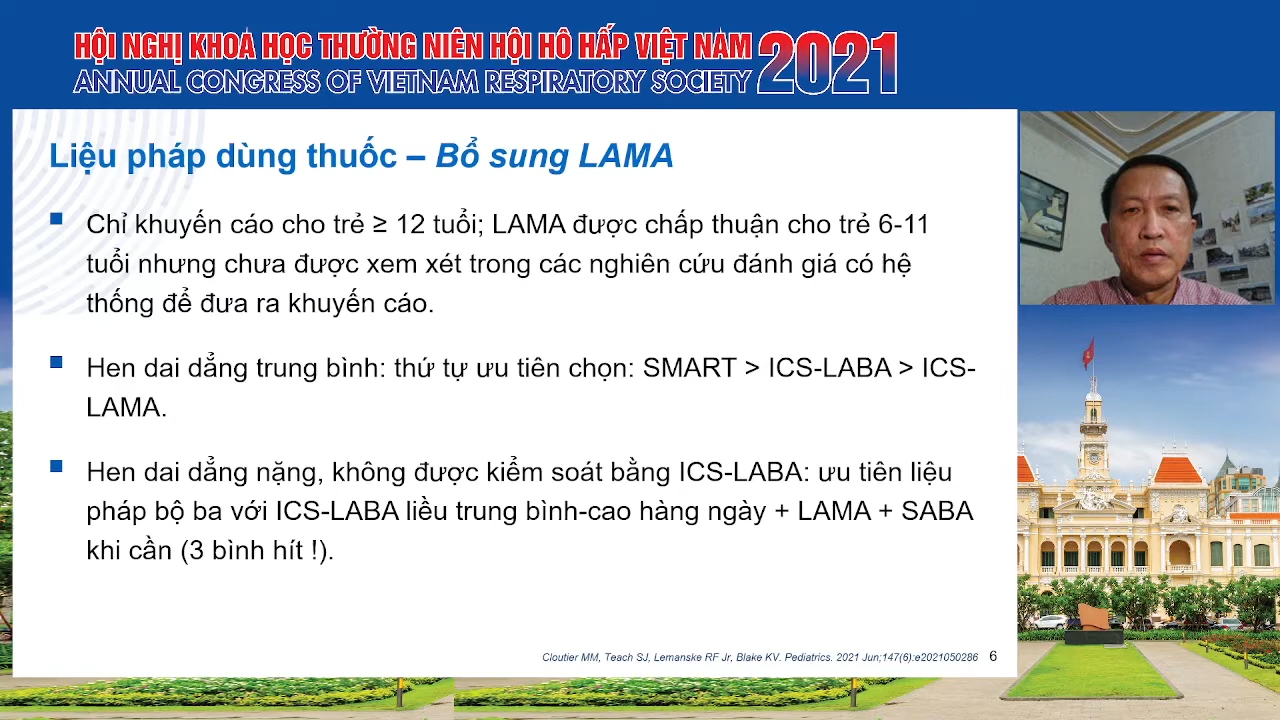 HỘI NGHỊ KHOA HỌC THƯỜNG NIÊN HỘI HÔ HẤP VIỆT NAM 2021
ANNUAL CONGRESS OF VIETNAM RESPIRATORY SOCIETY
Liệu pháp dùng thuốc – Bổ sung LAMA
Chỉ khuyến cáo cho trẻ ≥ 12 tuổi; LAMA được chấp thuận cho trẻ 6-11
tuổi nhưng chưa được xem xét trong các nghiên cứu đánh giá có hệ
thống để đưa ra khuyến cáo.
Hen dai dẳng trung bình: thứ tự ưu tiên chọn: SMART > ICS-LABA > ICS-
LAMA.
Hen dai dẳng nặng, không được kiểm soát bằng ICS-LABA: ưu tiên liệu
pháp bộ ba với ICS-LABA liều trung bình-cao hàng ngày + LAMA + SABA
khi cần (3 bình hít !).
Cloutier MM, Teach SJ, Lemanske RF Jr, Blake KV. Pediatrics. 2021 Jun;147(6):e2021050286 6